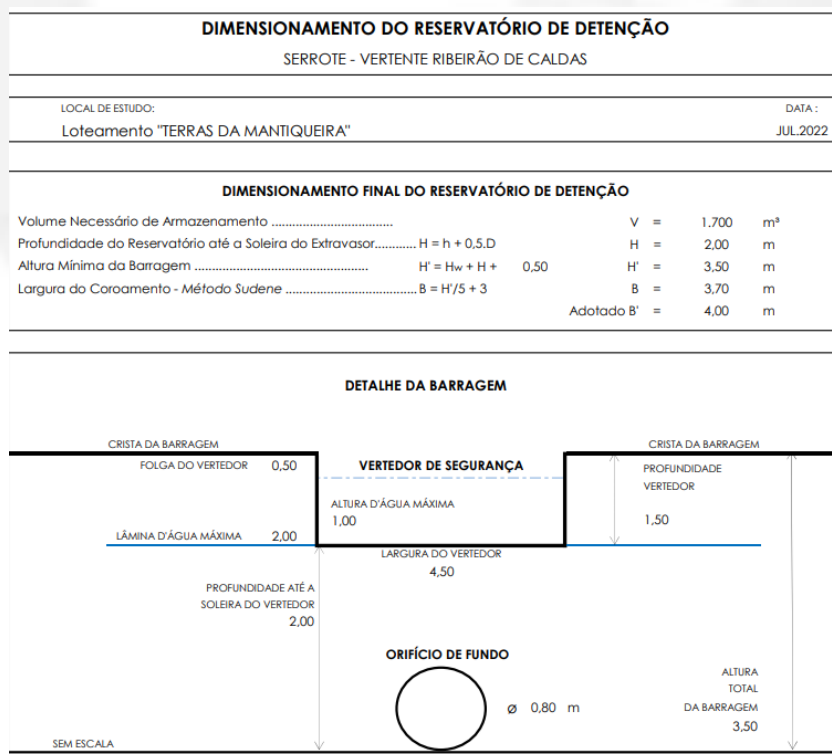 DIMENSIONAMENTO DO RESERVATÓRIO DE DETENÇÃO
SERROTE - VERTENTE RIBEIRÃO DE CALDAS
LOCAL DE ESTUDO: DATA :
Loteamento "TERRAS DA MANTIQUEIRA" JUL.2022
DIMENSIONAMENTO FINAL DO RESERVATÓRIO DE DETENÇÃO
Volume Necessário de Armazenamento .................................. V = 1.700 m³
Profundidade do Reservatório até a Soleira do Extravasor............ H = h + 0,5.D H = 2,00 m
Altura Mínima da Barragem ................................................ H' = Hw + H + 0,50 H' = 3,50 m
Largura do Coroamento - Método Sudene ..................................... B = H'/5 + 3 B = 3,70 m
Adotado B' = 4,00 m
DETALHE DA BARRAGEM
CRISTA DA BARRAGEM CRISTA DA BARRAGEM
FOLGA DO VERTEDOR 0,50 VERTEDOR DE SEGURANÇA PROFUNDIDADE
VERTEDOR
ALTURA D'ÁGUA MÁXIMA
1,00 1,50
LÂMINA D'ÁGUA MÁXIMA 2,00
LARGURA DO VERTEDOR
4,50
PROFUNDIDADE ATÉ A
SOLEIRA DO VERTEDOR
2,00
ORIFÍCIO DE FUNDO
ALTURA
TOTAL
ø 0,80 m DA BARRAGEM
3,50
SEM ESCALA